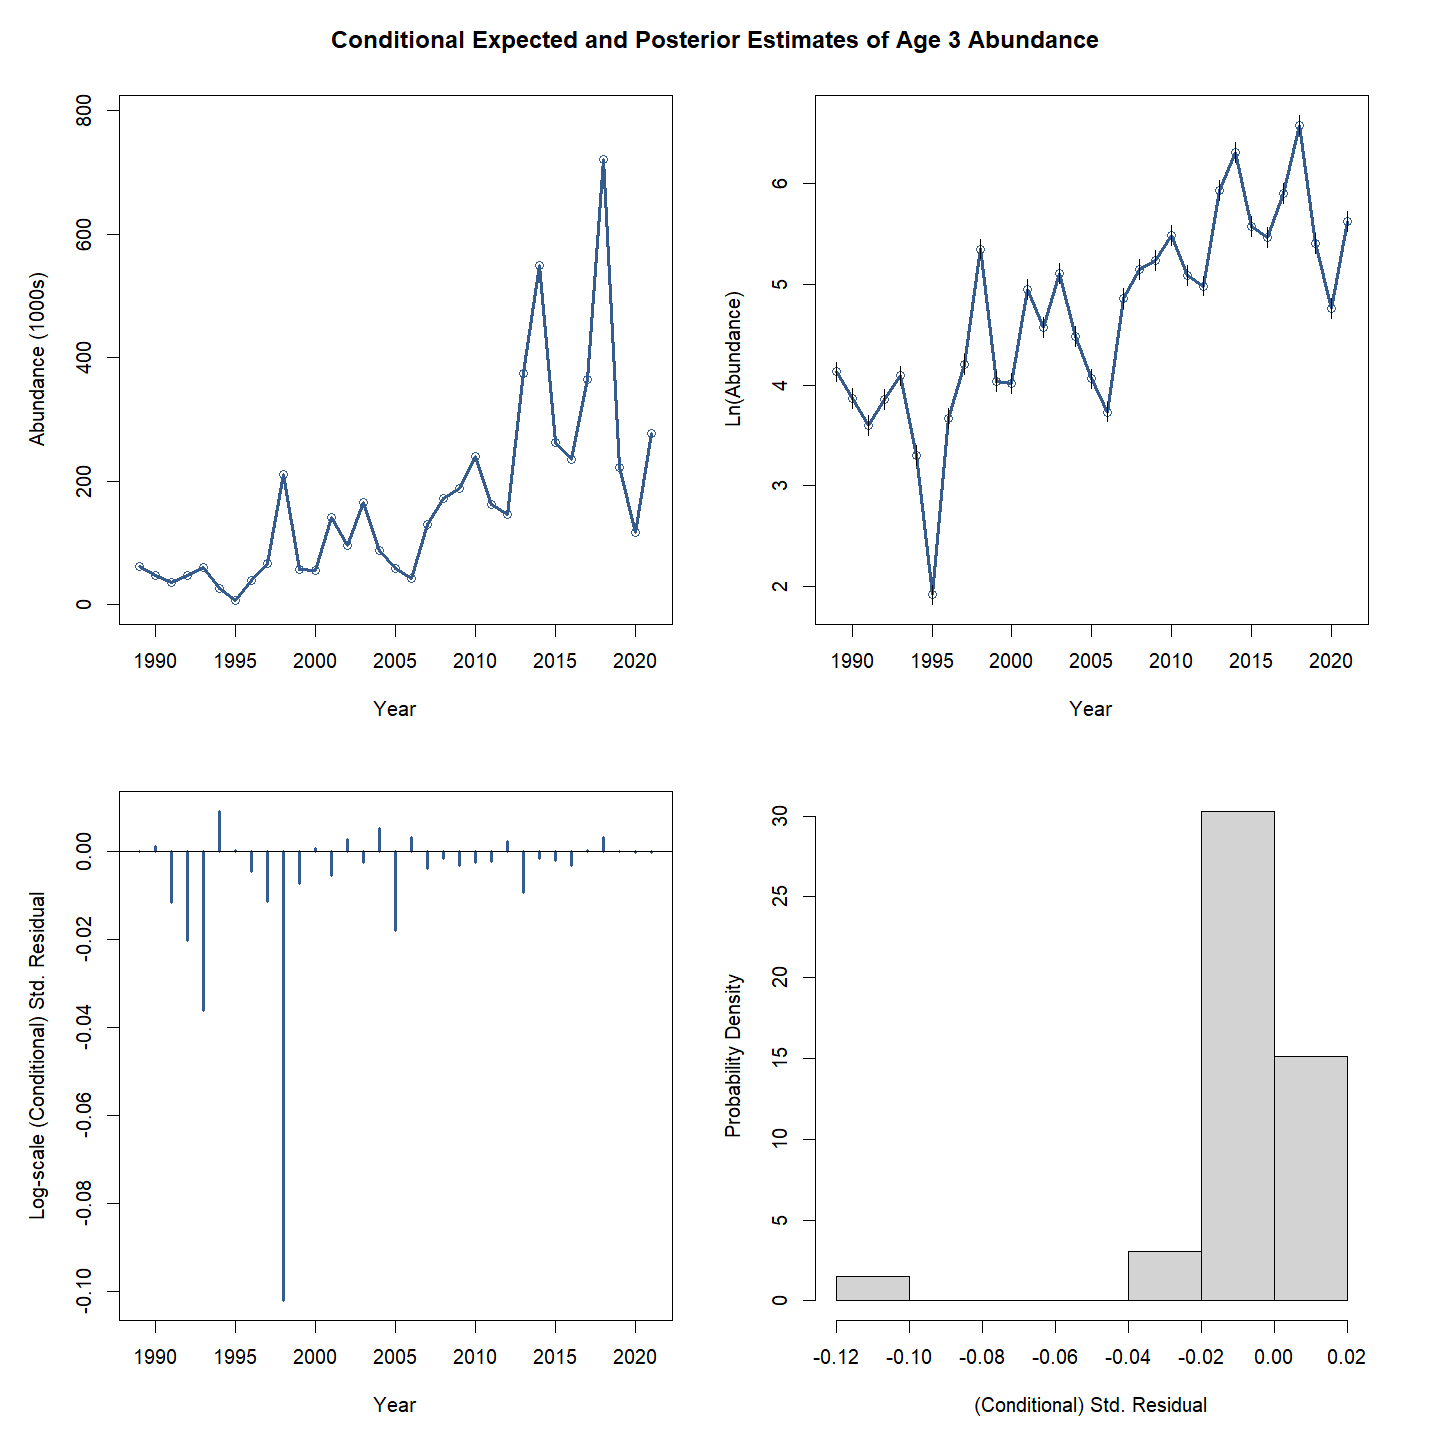 Conditional Expected and Posterior Estimates of Age 3 Abundance
Abundance (1000s)
800
600
400
200
0
1990 1995 2000 2005 2010 2015 2020
Year
Ln(Abundance)
6
5
4
3
2
1990 1995 2000 2005 2010 2015 2020
Year
Log-scale (Conditional) Std. Residual
0.00
-0.02
-0.04
-0.06
-0.08
-0.10
1990 1995 2000 2005 2010 2015 2020
Year
Probability Density
30
25
20
15
10
5
0
-0.12 -0.10 -0.08 -0.06 -0.04 -0.02 0.00 0.02
(Conditional) Std. Residual